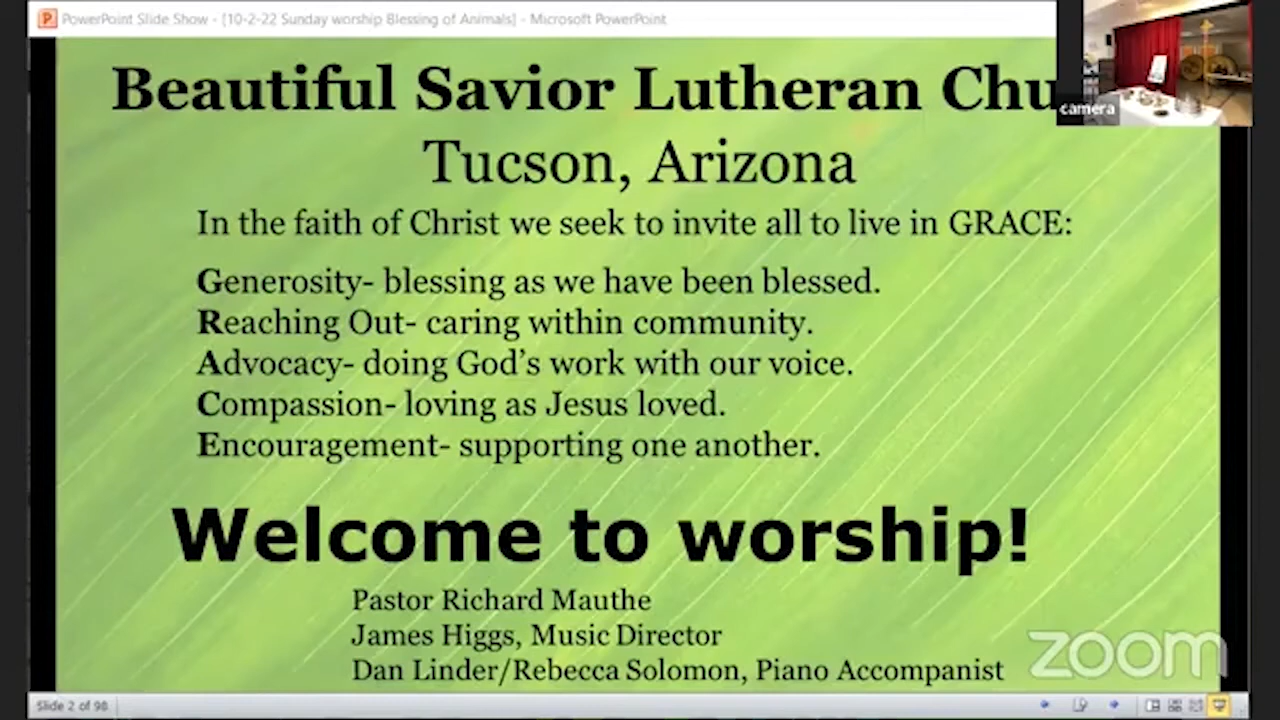 PowerPoint Slide Show - [10-2-22 Sunday worship Blessing of Animals] - Microsoft PowerPoint
camera
Beautiful Savior Lutheran Chu
Tucson, Arizona
In the faith of Christ we seek to invite all to live in GRACE:
Generosity- blessing as we have been blessed.
Reaching Out- caring within community.
Advocacy- doing God's work with our voice.
Compassion- loving as Jesus loved.
Encouragement- supporting one another.
Welcome to worship!
Pastor Richard Mauthe
James Higgs, Music Director
Dan Linder/Rebecca Solomon, Piano Accompanist
zoom
Slide 2 of 98